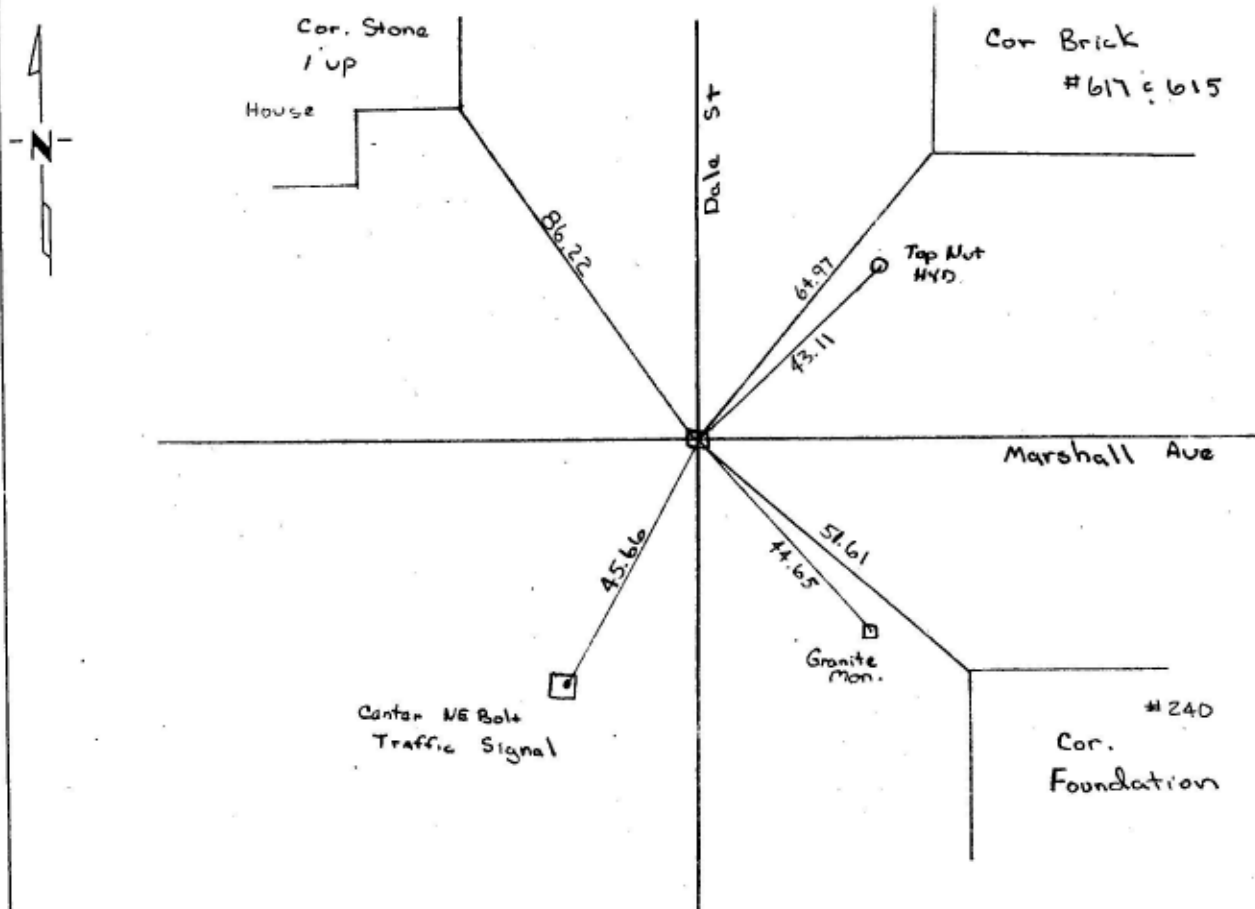 Cor. Stone
1' up
House
N
Dale St
Cor Brick
#617 & 615
86.22
64.97
Top Nut
HYD.
43.11
Marshall Ave
45.66
44.65
51.61
Granite
Mon.
Center NE Bolt
Traffic Signal
#240
Cor.
Foundation